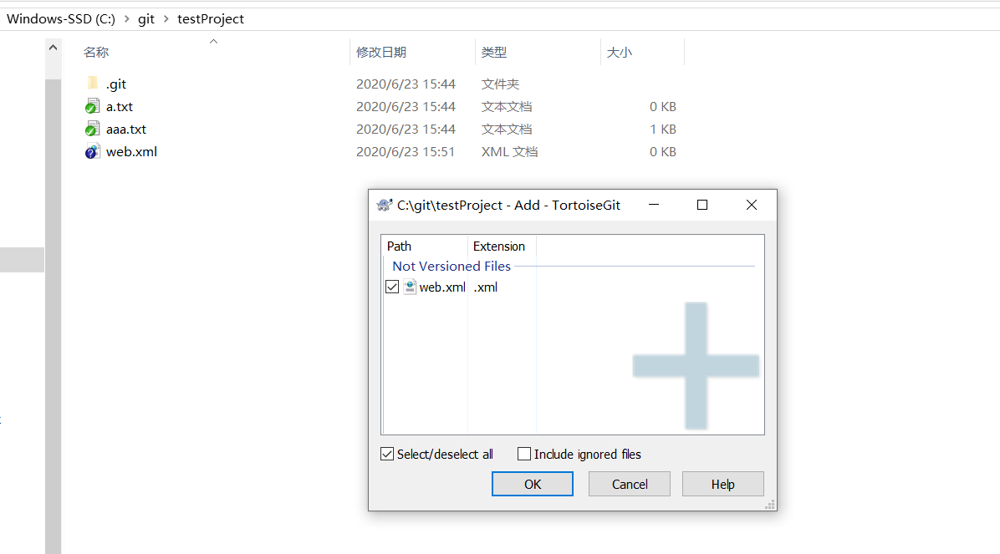 Windows-SSD (C:) > git > testProject
名称 修改日期 类型 大小
.git 2020/6/23 15:44 文件夹
a.txt 2020/6/23 15:44 文本文档 0 KB
aaa.txt 2020/6/23 15:44 文本文档 1 KB
web.xml 2020/6/23 15:51 XML 文档 0 KB
C:\git\testProject - Add - TortoiseGit
Path Extension
Not Versioned Files
web.xml .xml
Select/deselect all Include ignored files
OK Cancel Help